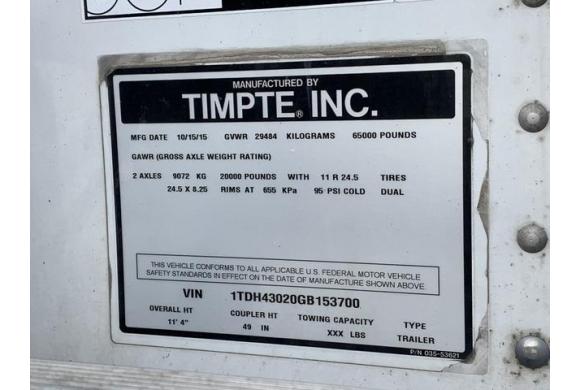 MANUFACTURED BY
TIMPTE® INC.
MFG DATE 10/15/15 GVWR 29484 KILOGRAMS 65000 POUNDS
GAWR (GROSS AXLE WEIGHT RATING)
2 AXLES 9072 KG 20000 POUNDS WITH 11 R 24.5 TIRES
24.5 X 8.25 RIMS AT 655 KPa 95 PSI COLD DUAL
THIS VEHICLE CONFORMS TO ALL APPLICABLE U.S. FEDERAL MOTOR VEHICLE
SAFETY STANDARDS IN EFFECT ON THE DATE OF MANUFACTURE SHOWN ABOVE
VIN 1TDH43020GB153700
OVERALL HT COUPLER HT TOWING CAPACITY TYPE
11' 4" 49 IN XXX LBS TRAILER
P/N 035-53621